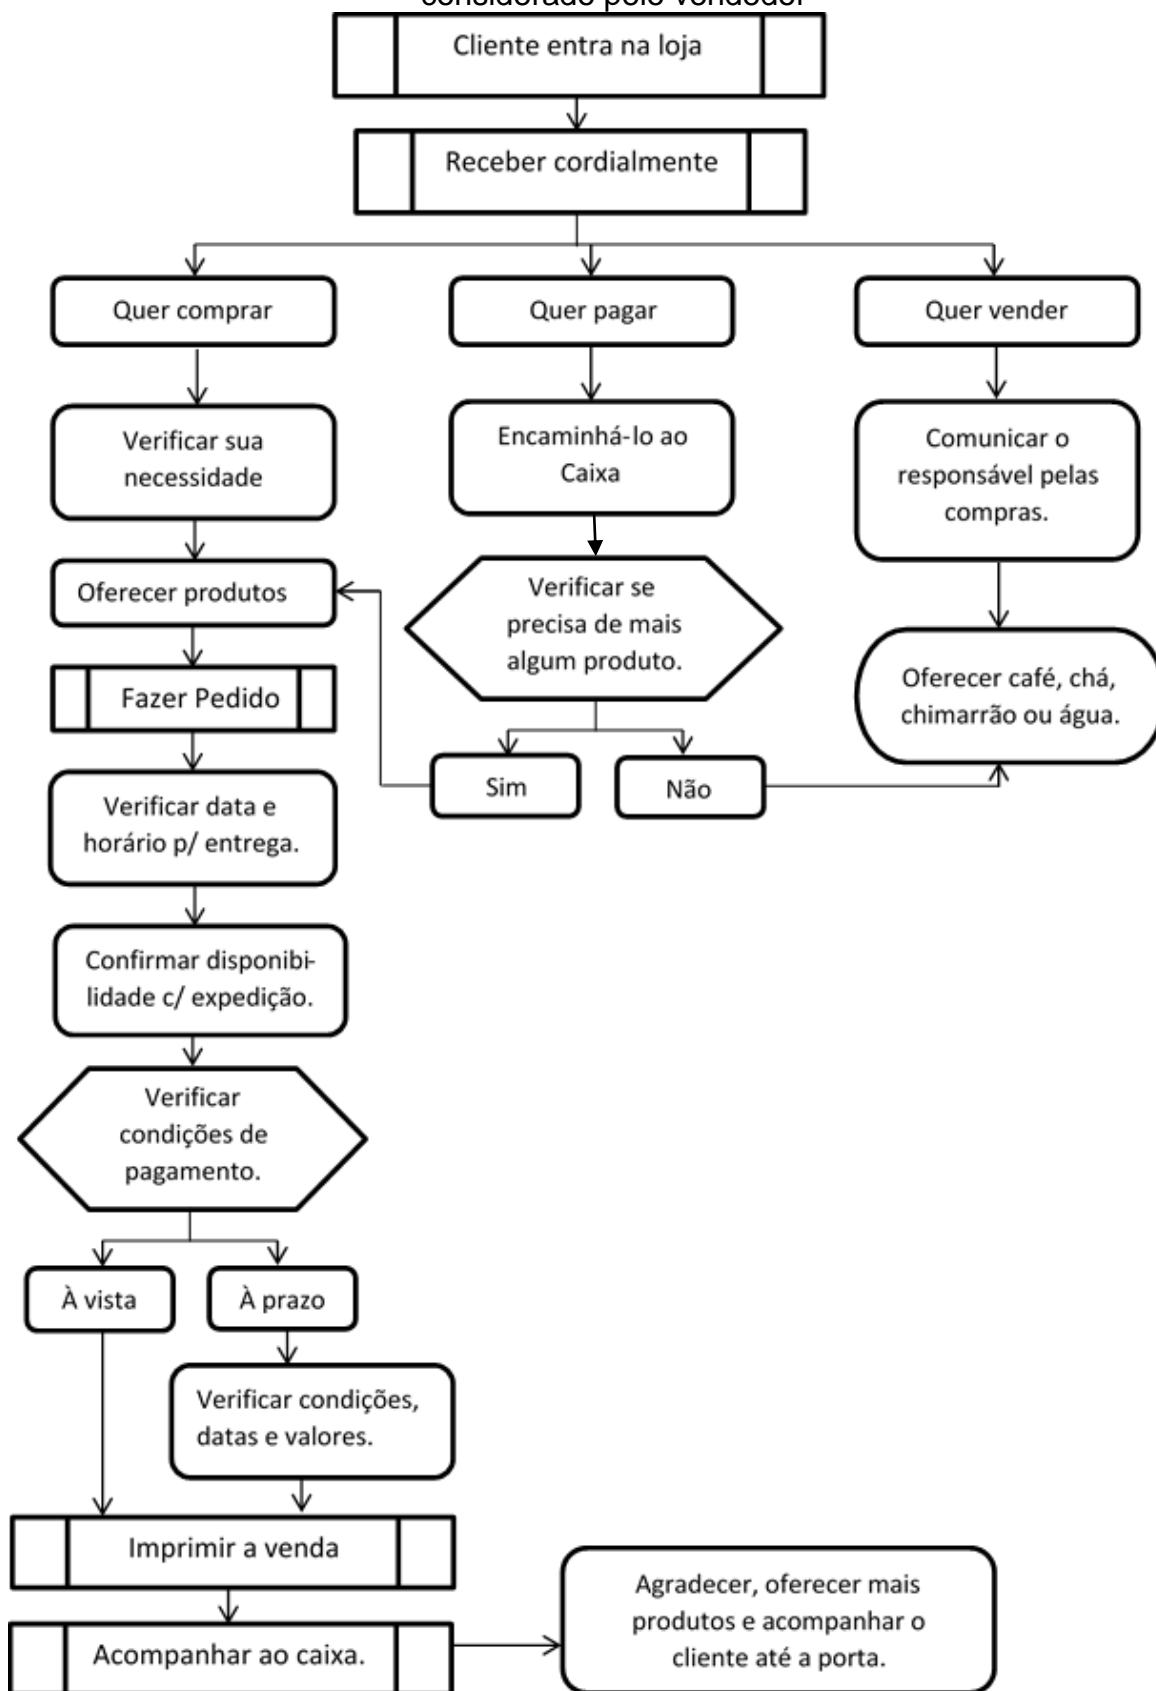 considerado pelo vendedor
Cliente entra na loja
Receber cordialmente
Quer comprar
Quer pagar
Quer vender
Verificar sua
necessidade
Encaminhá-lo ao
Caixa
Comunicar o
responsável pelas
compras.
Oferecer produtos
Verificar se
precisa de mais
algum produto.
Oferecer café, chá,
chimarrão ou água.
Fazer Pedido
Sim
Não
Verificar data e
horário p/ entrega.
Confirmar disponibi-
lidade c/ expedição.
Verificar
condições de
pagamento.
À vista
À prazo
Verificar condições,
datas e valores.
Imprimir a venda
Acompanhar ao caixa.
Agradecer, oferecer mais
produtos e acompanhar o
cliente até a porta.